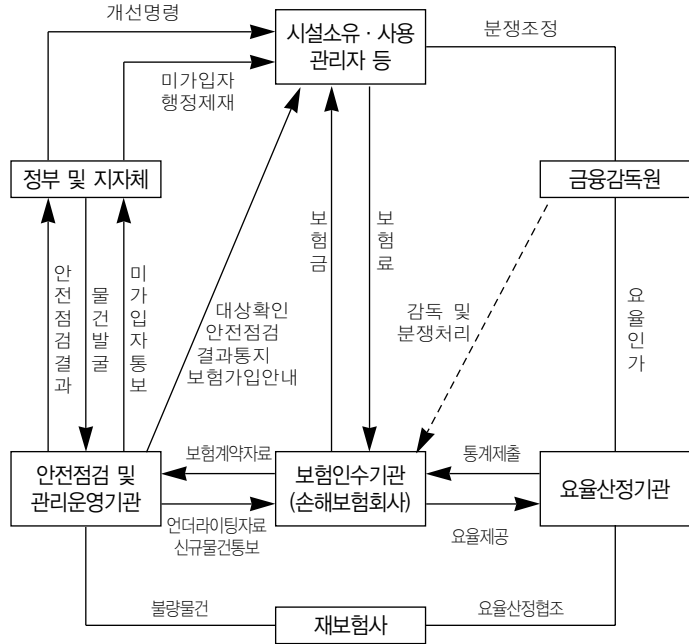 개선명령
시설소유 · 사용
관리자 등
분쟁조정
미가입자
행정제재
정부 및 지자체
금융감독원
안전점검결과
물건발굴
미가입자통보
대상확인
안전점검
결과통지
보험가입안내
보험금
보험료
감독 및
분쟁처리
요율인가
안전점검 및
관리운영기관
보험계약자료
언더라이팅자료
신규물건통보
보험인수기관
(손해보험회사)
통계제출
요율제공
요율산정기관
불량물건
재보험사
요율산정협조